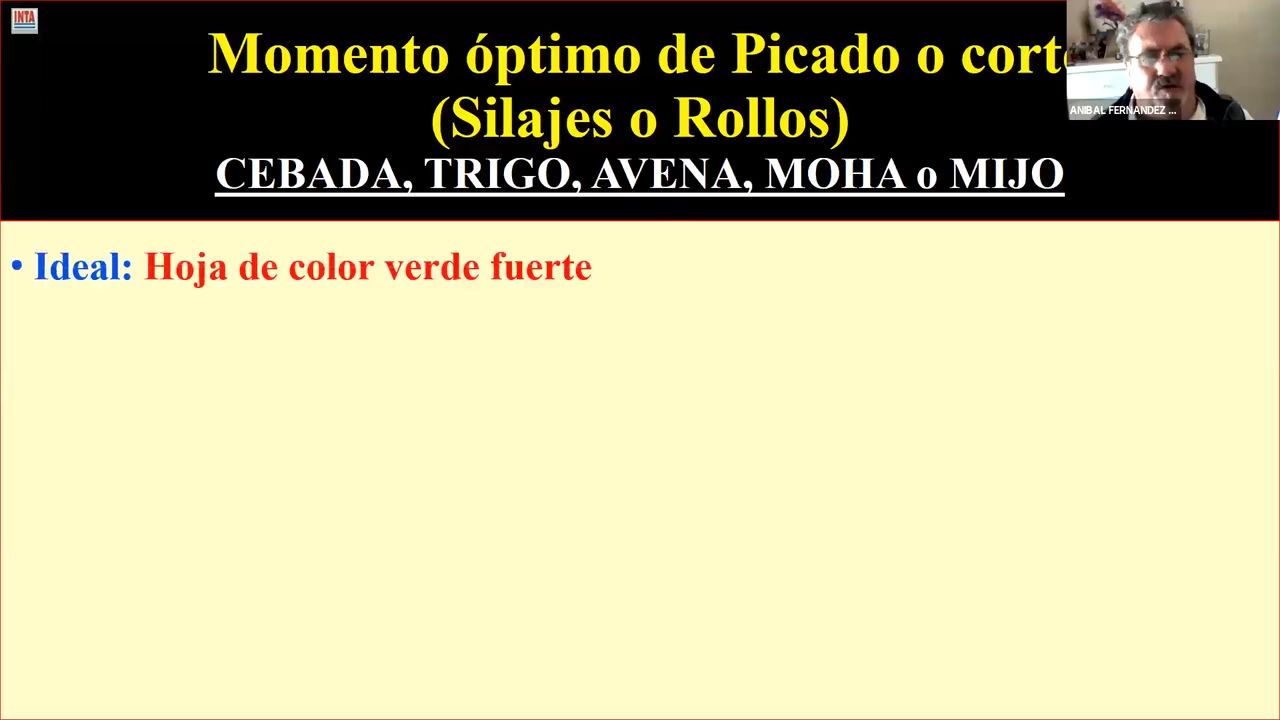 INTA
Momento óptimo de Picado o corte
(Silajes o Rollos)
CEBADA, TRIGO, AVENA, MOHA o MIJO
ANIBAL FERNANDEZ ...
• Ideal: Hoja de color verde fuerte